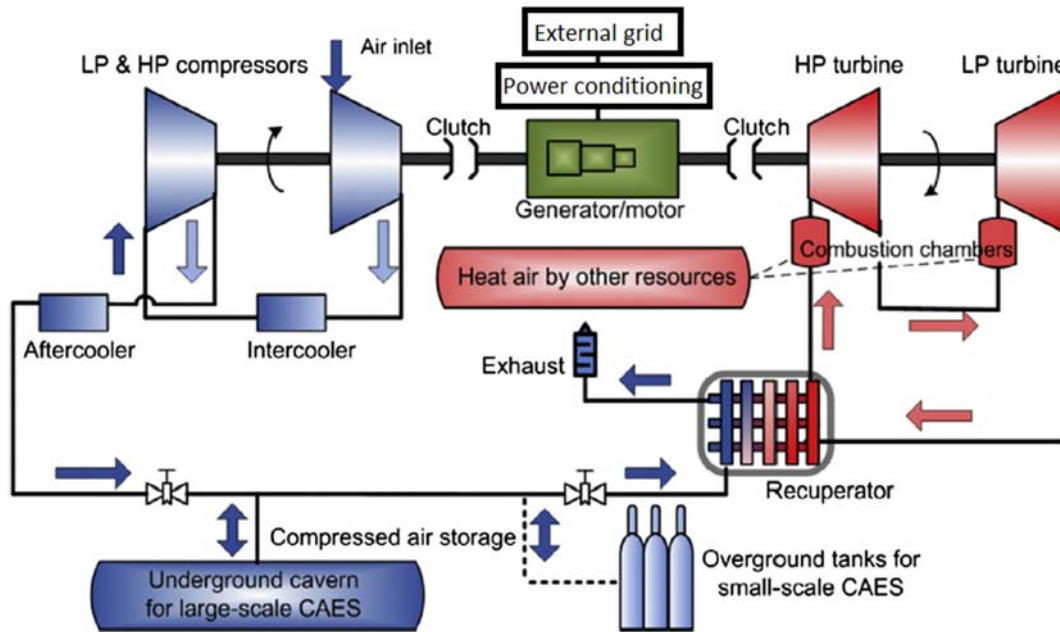 External grid
Air inlet
LP & HP compressors
HP turbine
LP turbine
Power conditioning
Clutch
Clutch
Generator/motor
Combustion chambers
Heat air by other resources
Aftercooler
Intercooler
Exhaust
Recuperator
Compressed air storage
Underground cavern
for large-scale CAES
Overground tanks for
small-scale CAES